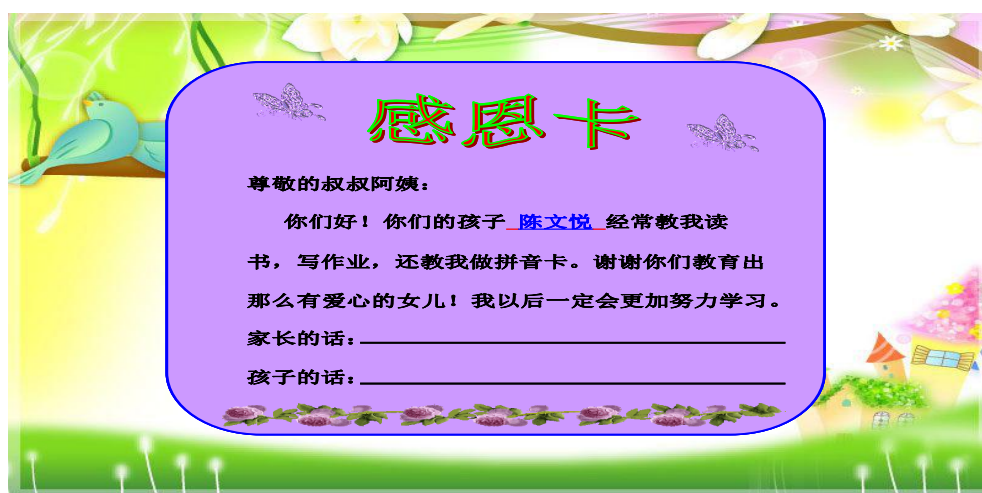 感恩卡
尊敬的叔叔阿姨：
你们好！你们的孩子 陈文悦 经常教我读
书，写作业，还教我做拼音卡。谢谢你们教育出
那么有爱心的女儿！我以后一定会更加努力学习。
家长的话：
孩子的话：